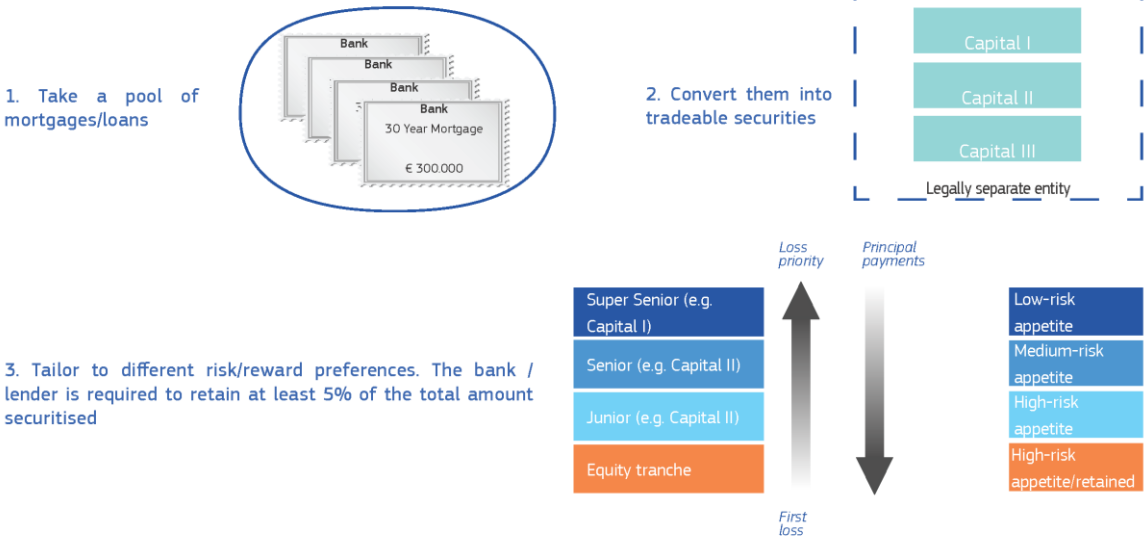 1. Take a pool of
mortgages/loans
Bank
Bank
Bank
Bank
30 Year Mortgage
€ 300.000
2. Convert them into
tradeable securities
Capital I
Capital II
Capital III
Legally separate entity
3. Tailor to different risk/reward preferences. The bank /
lender is required to retain at least 5% of the total amount
securitised
Loss
priority
Principal
payments
Super Senior (e.g.
Capital I)
Senior (e.g. Capital II)
Junior (e.g. Capital II)
Equity tranche
First
loss
Low-risk
appetite
Medium-risk
appetite
High-risk
appetite
High-risk
appetite/retained